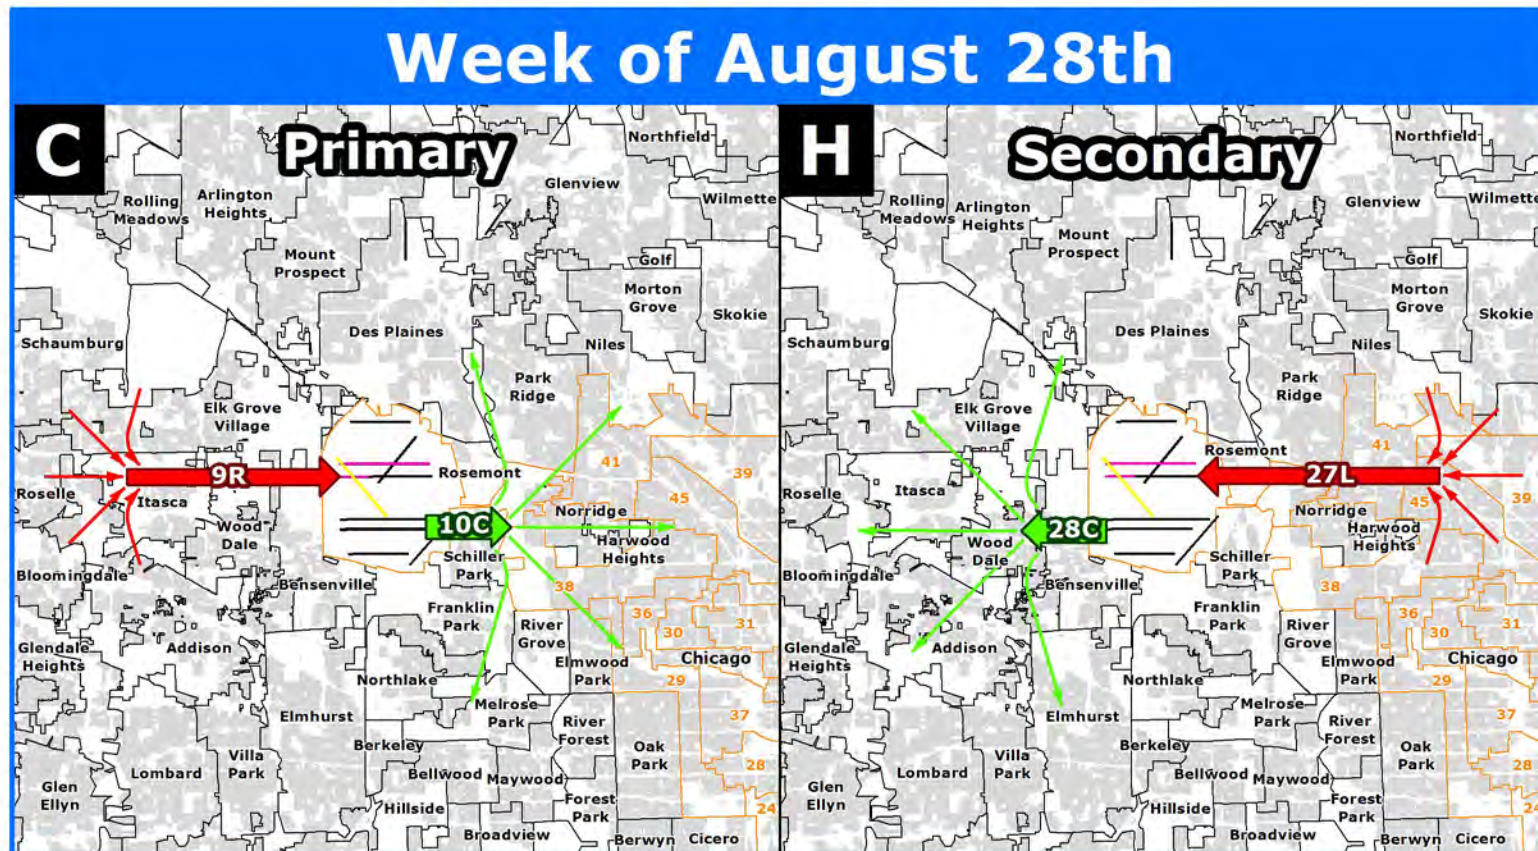 Week of August 28th
C
Primary
Northfield
Glenview
Arlington
Heights
Rolling
Meadows
Wilmette
Mount
Prospect
Golf
Morton
Grove
Skokie
Des Plaines
Schaumburg
Niles
Park
Ridge
Elk Grove
Village
41
39
9R
Rosemont
Roselle
Itasca
45
Norridge
10C
Wood
Dale
Harwood
Heights
Schiller
Park
Bloomingdale
Bensenville
38
Franklin
Park
36
31
River
Grove
30
Glendale
Heights
Addison
Chicago
Elmwood
Park
Northlake
29
Melrose
Park
37
Elmhurst
River
Forest
Berkeley
Oak
Park
Villa
Park
28
Lombard
Bellwood
Maywood
Glen
Ellyn
Hillside
Forest
Park
24
Broadview
Berwyn
Cicero
H
Secondary
Northfield
Glenview
Rolling
Meadows
Arlington
Heights
Wilmette
Mount
Prospect
Golf
Morton
Grove
Skokie
Des Plaines
Schaumburg
Niles
Park
Ridge
Elk Grove
Village
41
Rosemont
27L
Roselle
Itasca
45
39
Norridge
28C
Wood
Dale
Harwood
Heights
Schiller
Park
Bloomingdale
Bensenville
38
Franklin
Park
36
31
River
Grove
30
Glendale
Heights
Addison
Chicago
Elmwood
Park
Northlake
29
Melrose
Park
37
Elmhurst
River
Forest
Berkeley
Oak
Park
Villa
Park
28
Lombard
Bellwood
Maywood
Glen
Ellyn
Hillside
Forest
Park
24
Broadview
Berwyn
Cicero